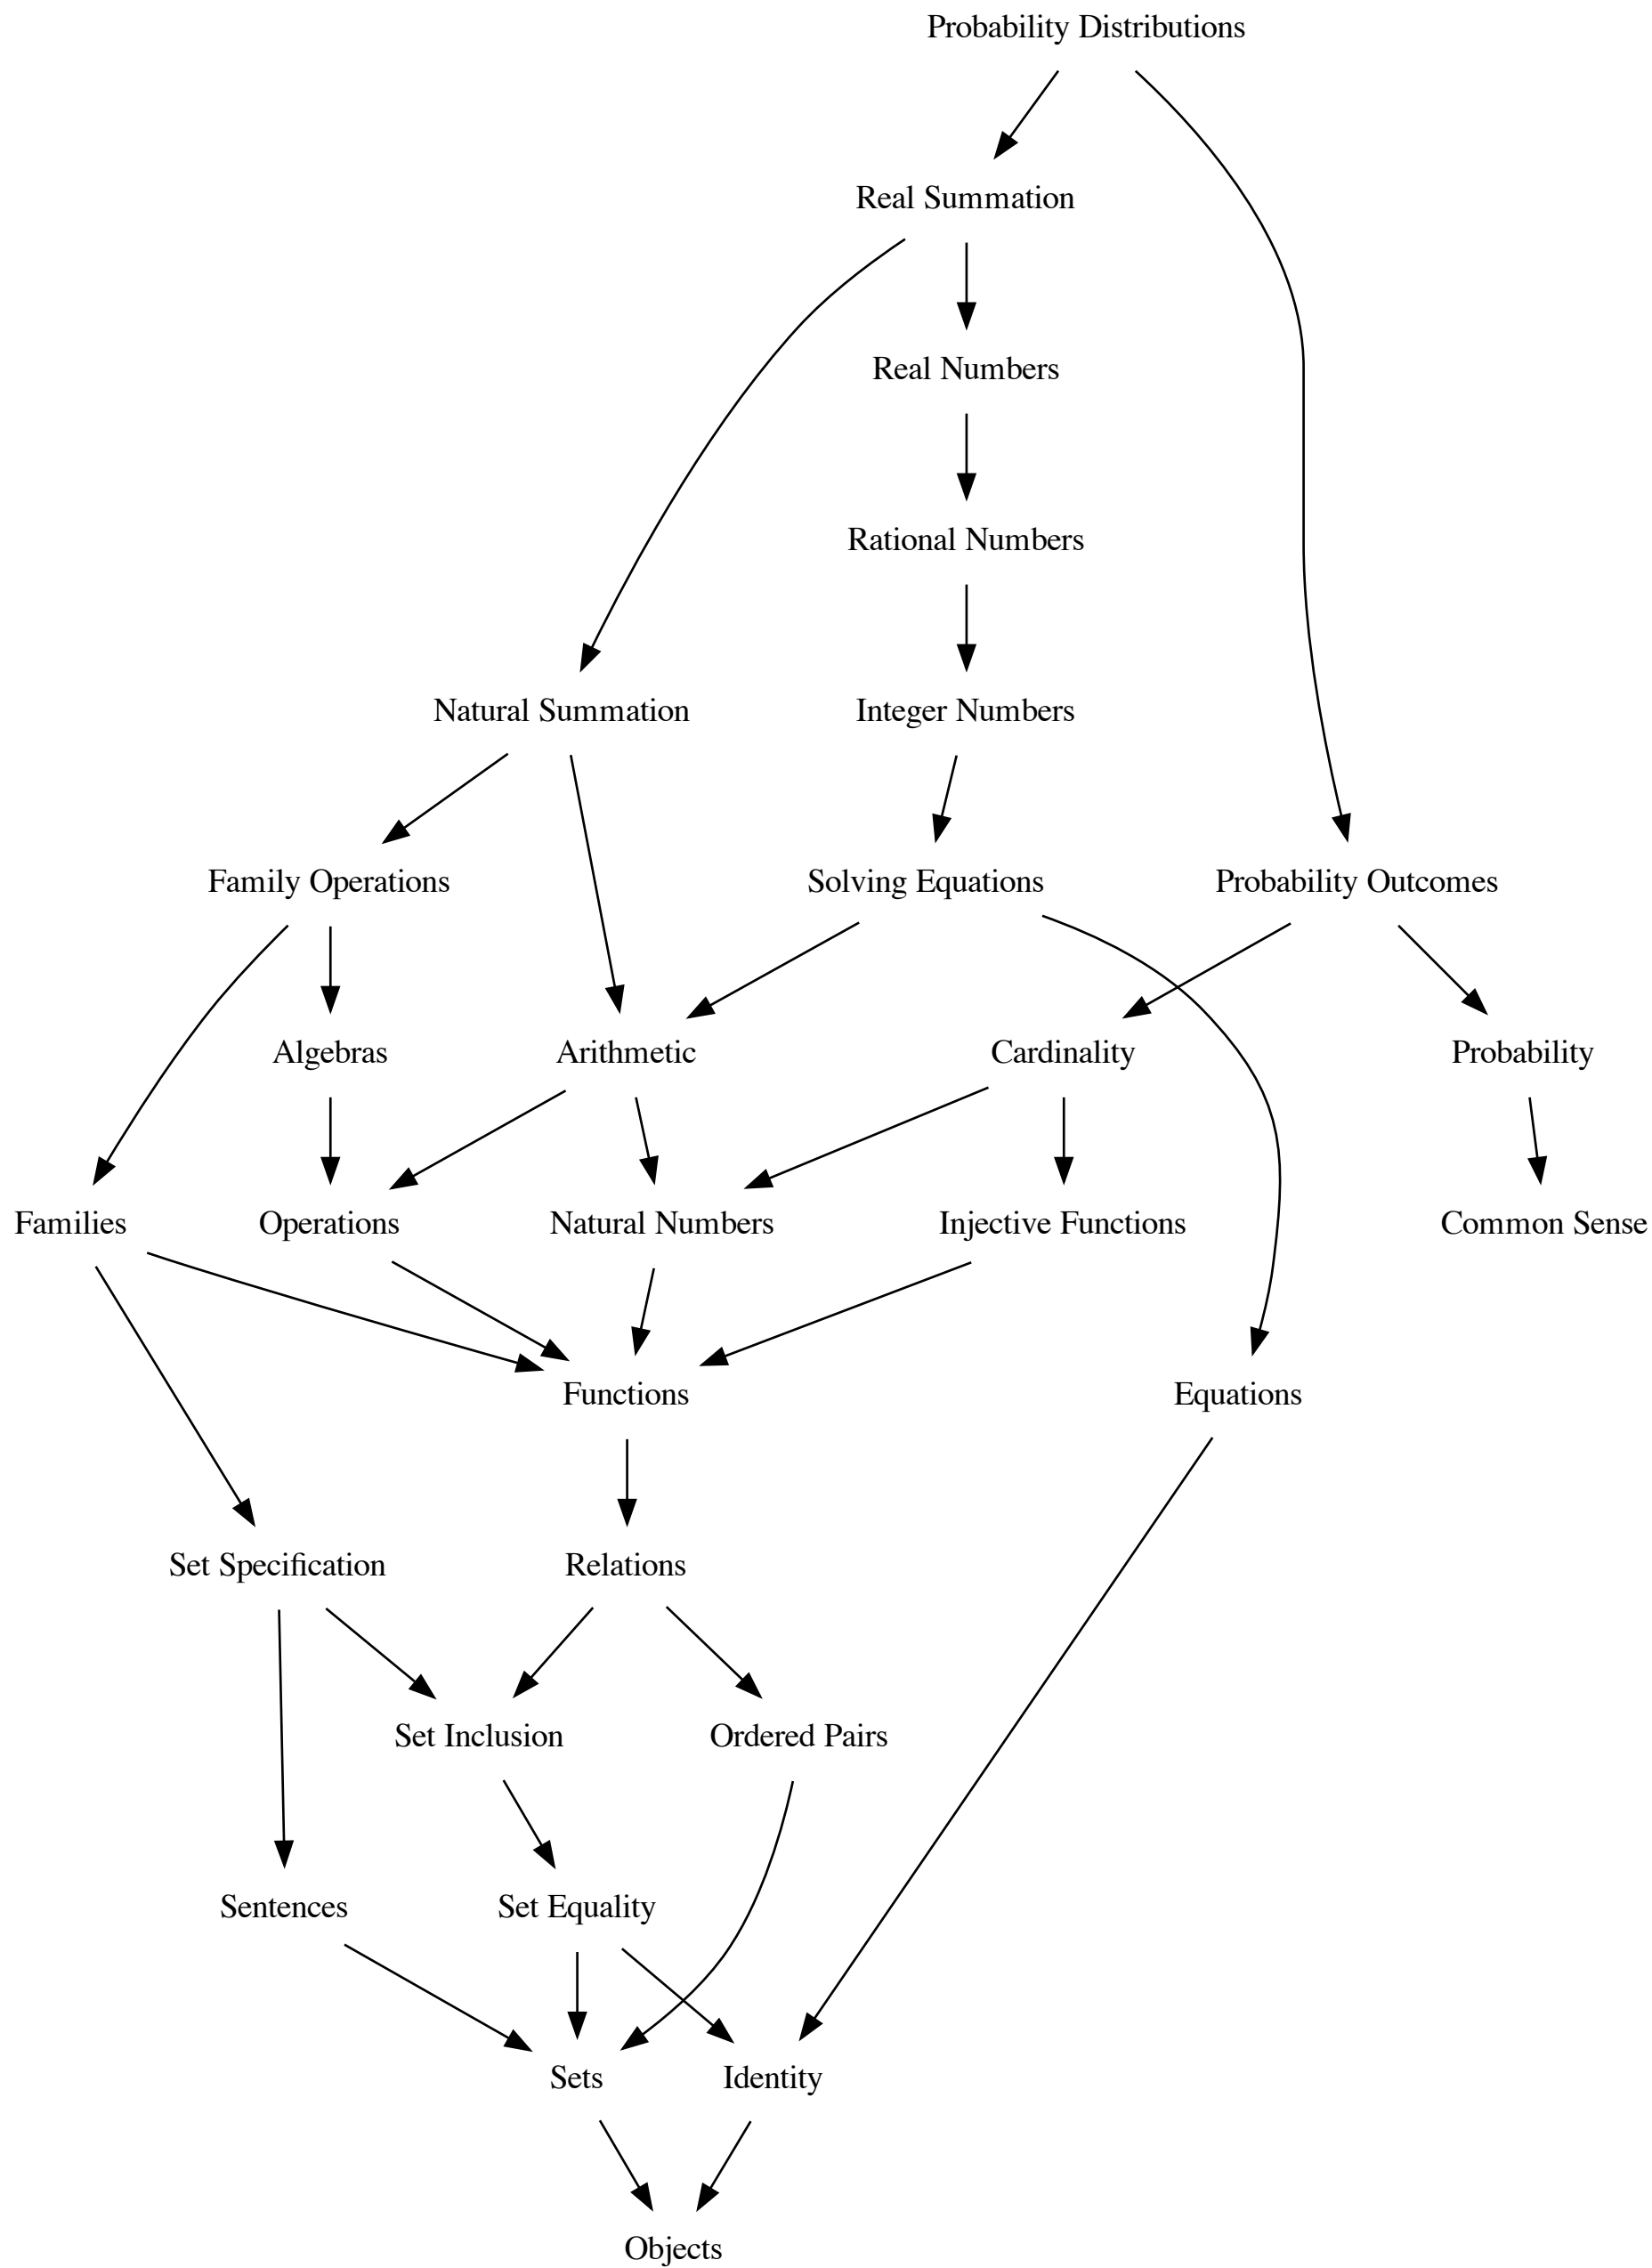 Probability Distributions
Real Summation
Real Numbers
Rational Numbers
Natural Summation
Integer Numbers
Family Operations
Solving Equations
Probability Outcomes
Algebras
Arithmetic
Cardinality
Probability
Families
Operations
Natural Numbers
Injective Functions
Common Sense
Functions
Equations
Set Specification
Relations
Set Inclusion
Ordered Pairs
Sentences
Set Equality
Sets
Identity
Objects